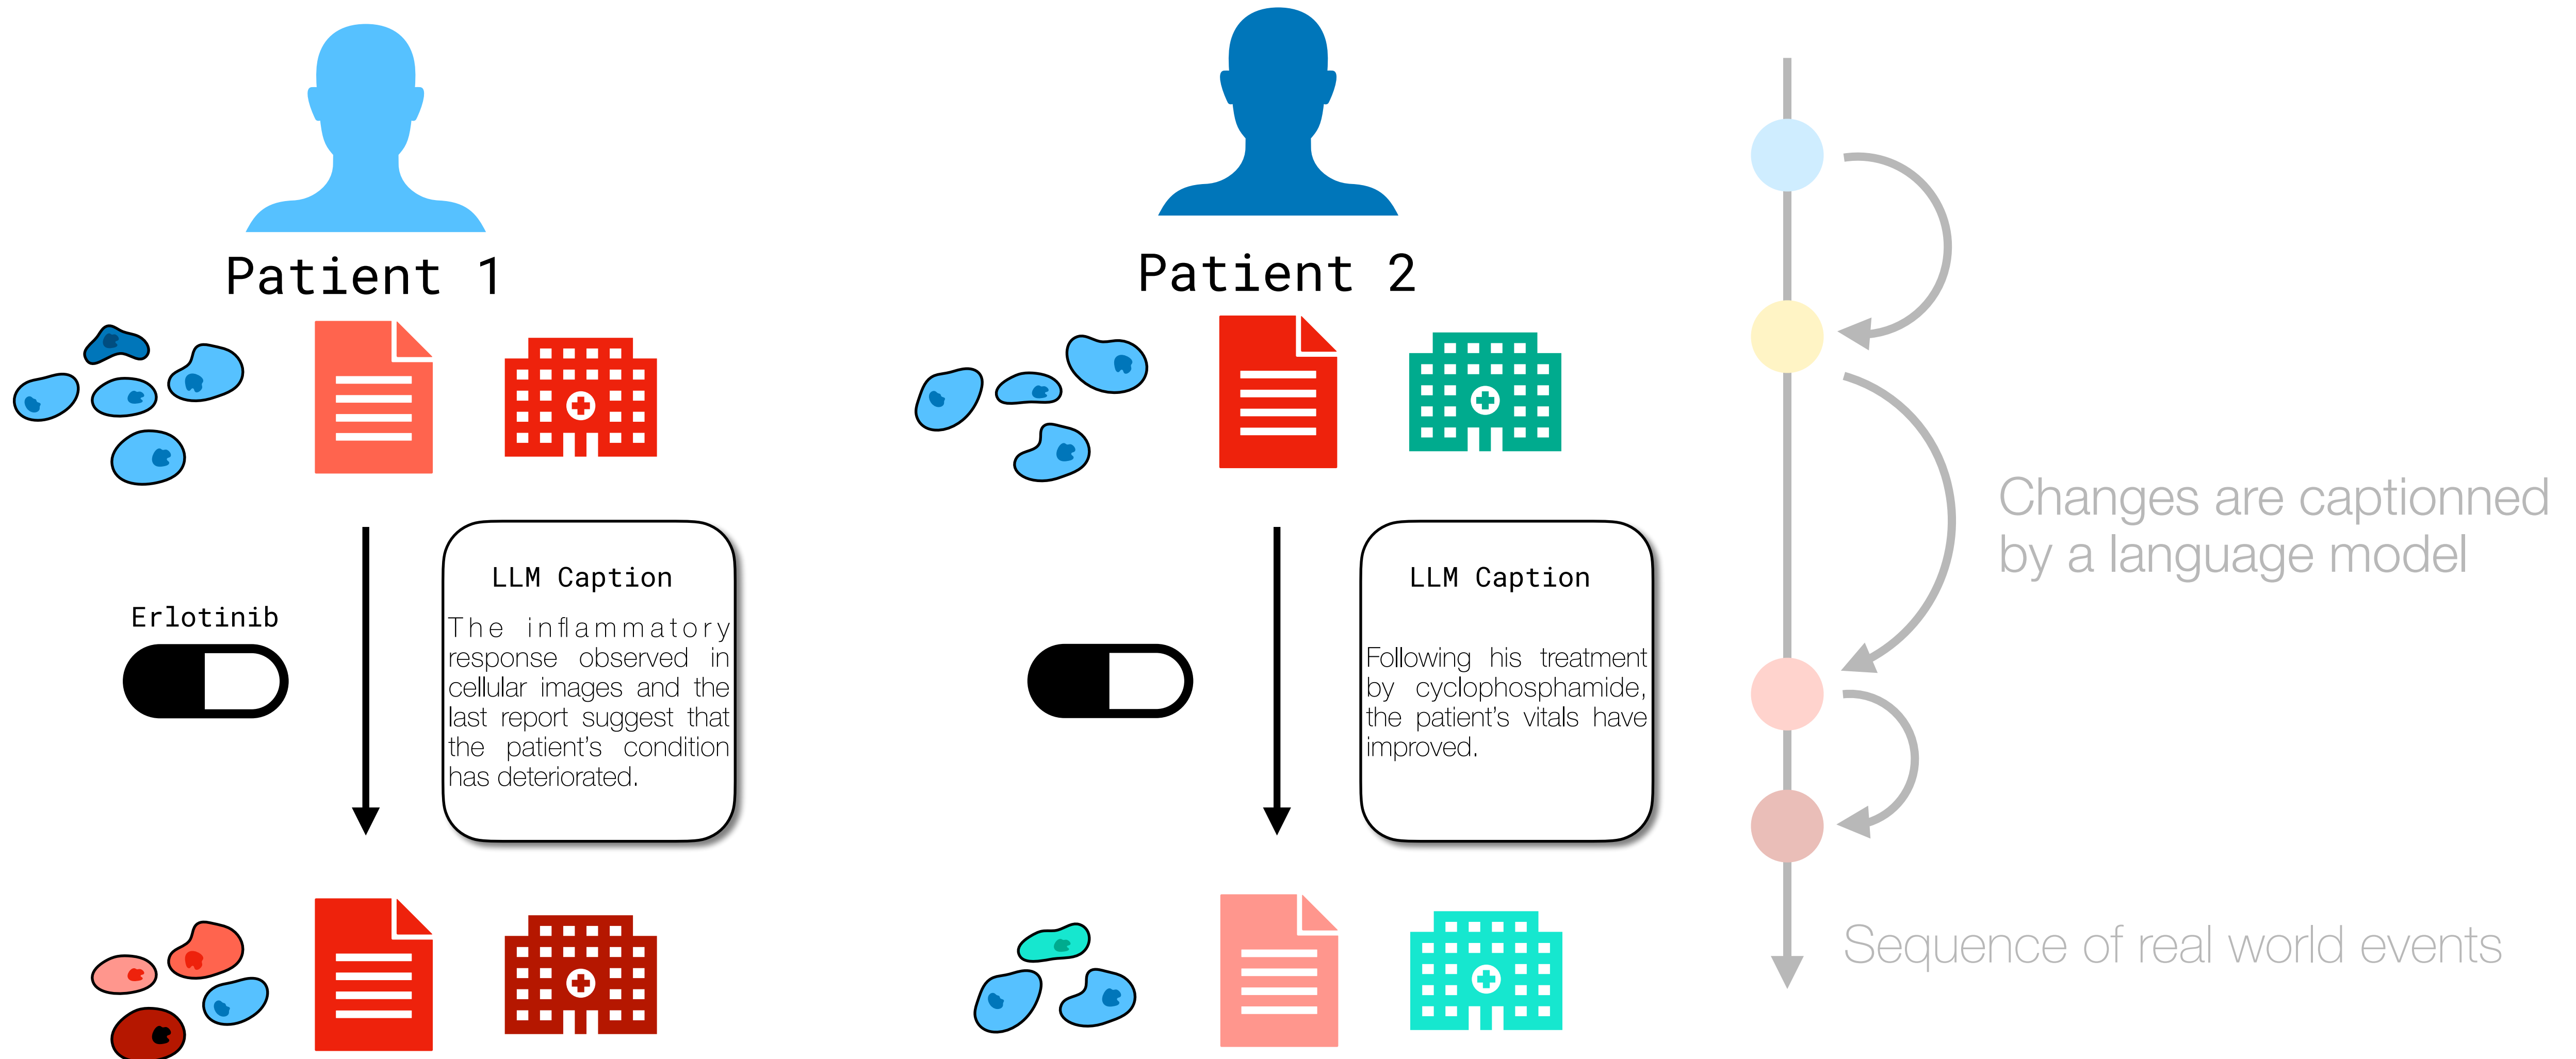 Patient 1
Patient 2
Erlotinib
LLM Caption
The inflammatory
response observed in
cellular images and the
last report suggest that
the patient's condition
has deteriorated.
LLM Caption
Following his treatment
by cyclophosphamide,
the patient's vitals have
improved.
Changes are captionned
by a language model
Sequence of real world events